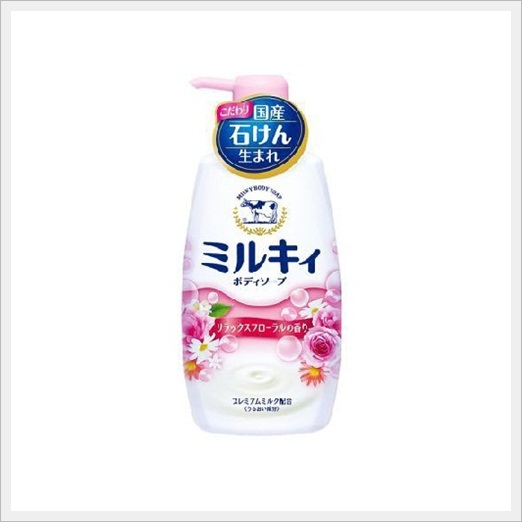 こだわり
国産
石けん
生まれ
MILKY BODY SOAP
ミルキィ
ボディソープ
リラックスフローラルの香り
プレミアムミルク配合
(うるおい成分)